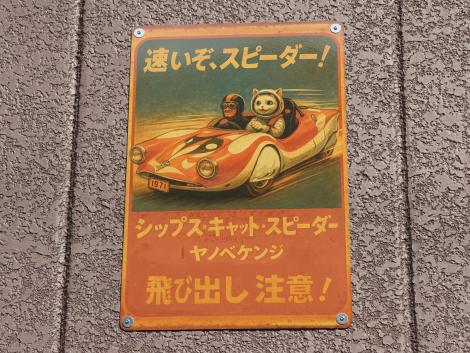 速いぞ、スピーダー!
1971
シップス・キャット・スピーダー
ヤノベケンジ
飛び出し 注意!